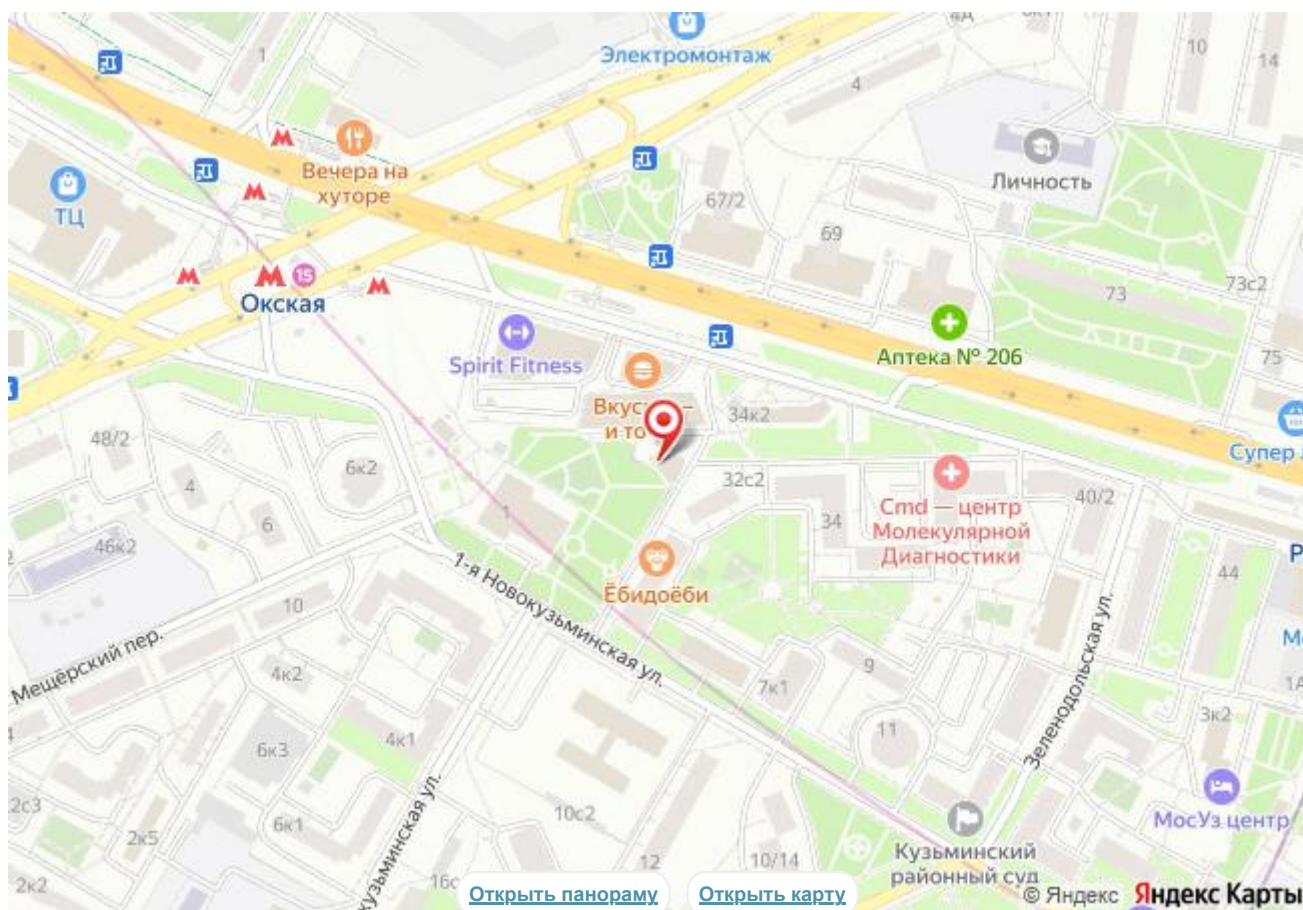 4д
Электромонтаж
1
10
14
4
Вечера на
хуторе
Личность
ТЦ
67/2
69
15
Окская
73с2
73
Аптека № 206
Spirit Fitness
75
34к2
48/2
Супер
6к2
4
32с2
40/2
Cmd — центр
Молекулярной
Диагностики
34
1
6
46к2
44
Ёбидоёби
1-я Новокузьминская ул.
10
Мещёрский пер.
9
4к2
7к1
Зеленодольская ул.
3к2
11
4к1
6к3
2с3
10с2
МосУз центр
6к1
2к5
Кузьминский
районный суд
12
10/14
2к2
Открыть панораму
Открыть карту
© Яндекс Яндекс Карты